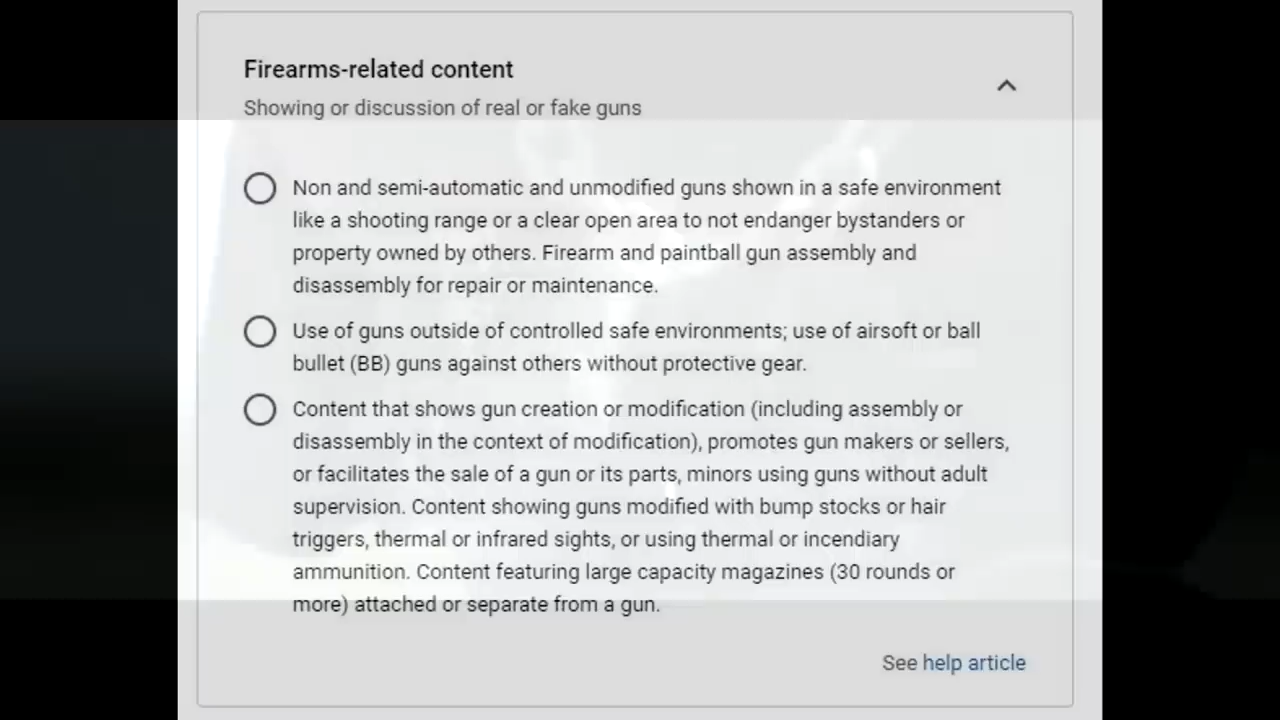 Firearms-related content
Showing or discussion of real or fake guns
Non and semi-automatic and unmodified guns shown in a safe environment
like a shooting range or a clear open area to not endanger bystanders or
property owned by others. Firearm and paintball gun assembly and
disassembly for repair or maintenance.
Use of guns outside of controlled safe environments; use of airsoft or ball
bullet (BB) guns against others without protective gear.
Content that shows gun creation or modification (including assembly or
disassembly in the context of modification), promotes gun makers or sellers,
or facilitates the sale of a gun or its parts, minors using guns without adult
supervision. Content showing guns modified with bump stocks or hair
triggers, thermal or infrared sights, or using thermal or incendiary
ammunition. Content featuring large capacity magazines (30 rounds or
more) attached or separate from a gun.
See help article